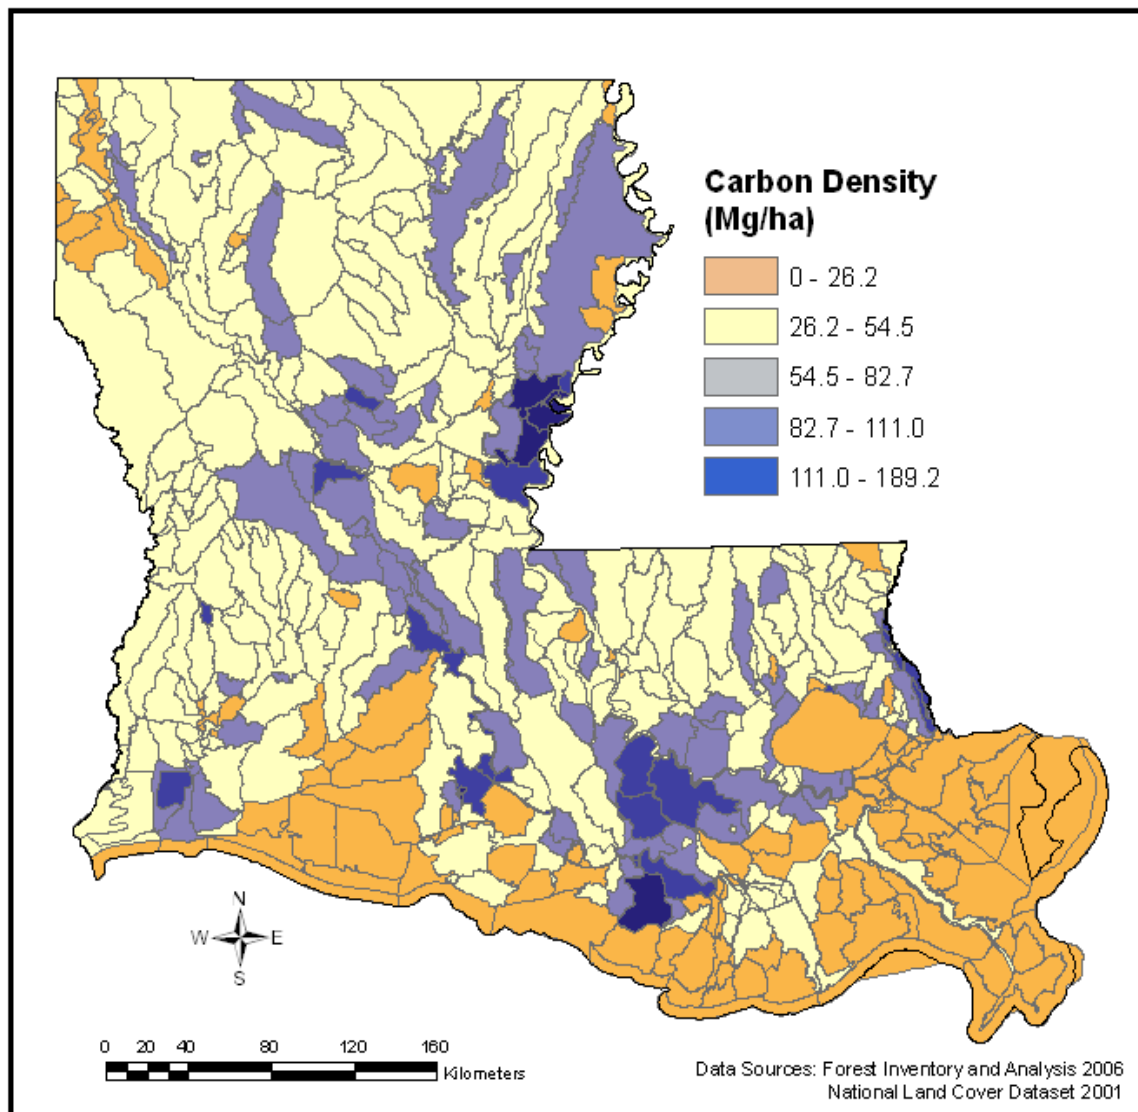 Carbon Density
(Mg/ha)
0 - 26.2
26.2 - 54.5
54.5 - 82.7
82.7 - 111.0
111.0 - 189.2
N
W E
S
0 20 40 80 120 160
Kilometers
Data Sources: Forest Inventory and Analysis 2006
National Land Cover Dataset 2001